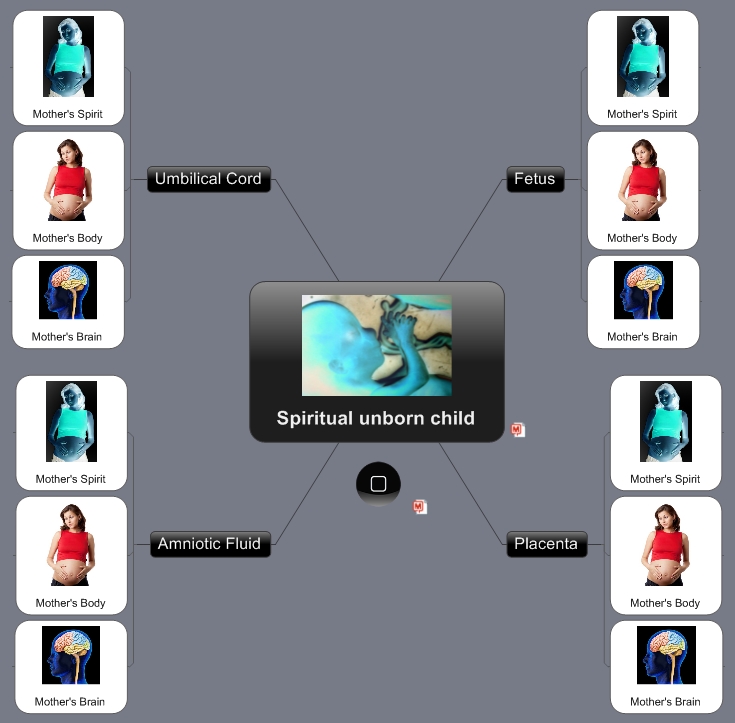 Mother's Spirit
Mother's Body
Mother's Brain
Umbilical Cord
Fetus
Mother's Spirit
Mother's Body
Mother's Brain
Spiritual unborn child
M
M
Mother's Spirit
Mother's Body
Mother's Brain
Amniotic Fluid
Placenta
Mother's Spirit
Mother's Body
Mother's Brain